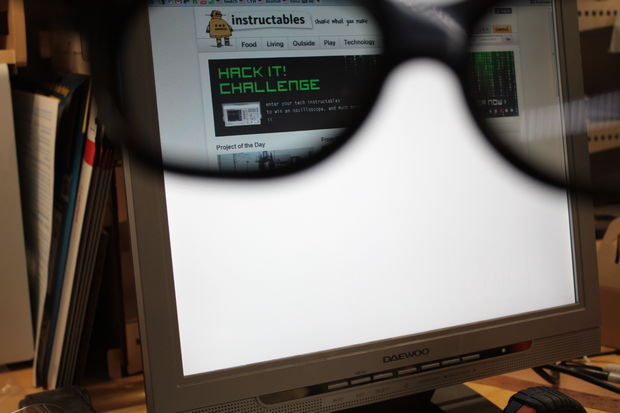 instructables share what you make
Food Living Outside Play Technology
HACK IT!
CHALLENGE
enter your tech instructables
to win an oscilloscope, and much
Project of the Day
DAEWOO